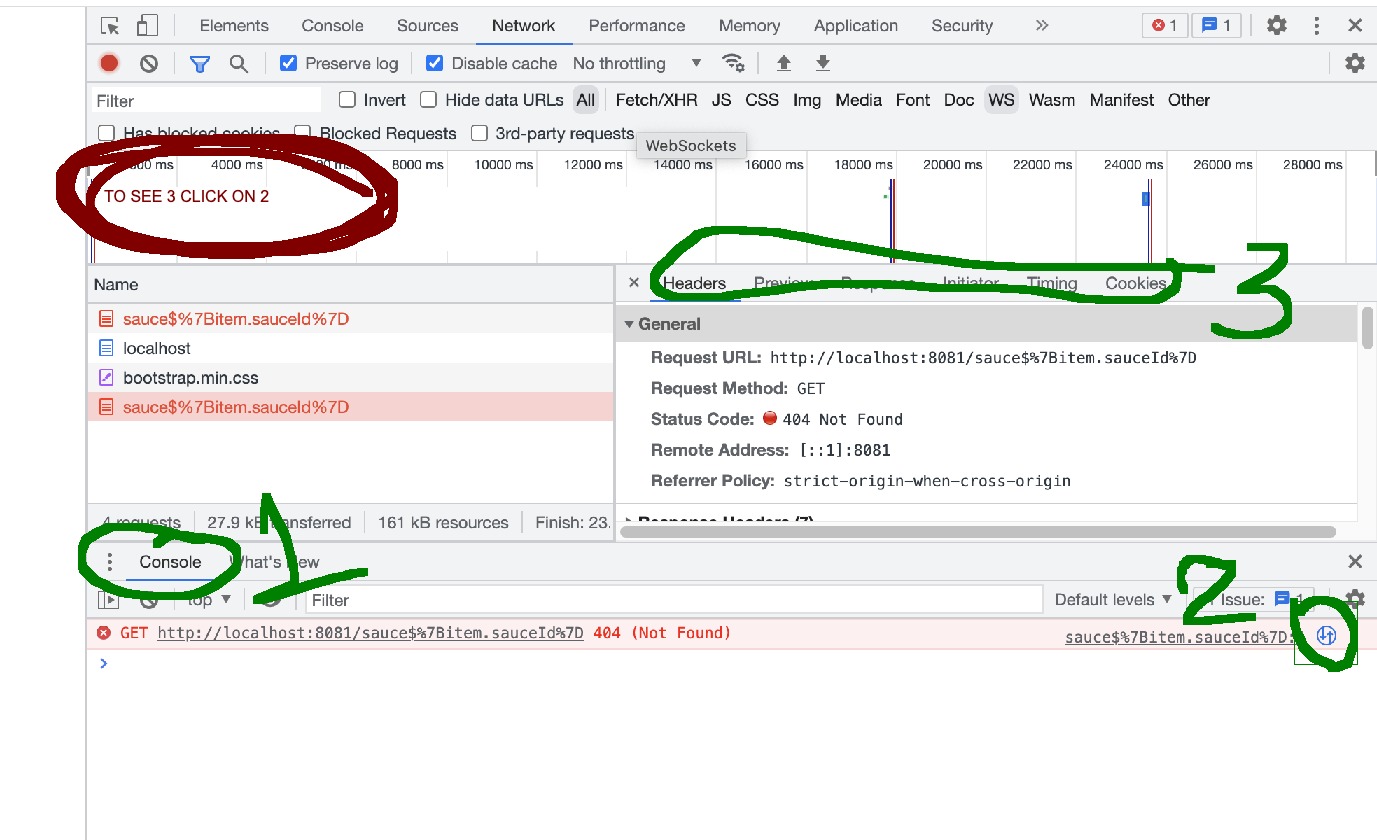 Elements Console Sources Network Performance Memory Application Security » 1 1
Preserve log Disable cache No throttling
Filter Invert Hide data URLs All Fetch/XHR JS CSS Img Media Font Doc WS Wasm Manifest Other
Has blocked cookies Blocked Requests 3rd-party requests
WebSockets
4000 ms 8000 ms 10000 ms 12000 ms 14000 ms 16000 ms 18000 ms 20000 ms 22000 ms 24000 ms 26000 ms 28000 ms
TO SEE 3 CLICK ON 2
Name
sauce$%7Bitem.sauceId%7D
localhost
bootstrap.min.css
sauce$%7Bitem.sauceId%7D
4 requests 27.9 kB transferred 161 kB resources Finish: 23.
Headers Preview Response Initiator Timing Cookies
3
General
Request URL: http://localhost:8081/sauce$%7Bitem.sauceId%7D
Request Method: GET
Status Code: 404 Not Found
Remote Address: [::1]:8081
Referrer Policy: strict-origin-when-cross-origin
Response Headers (7)
1
Console What's New
2
top Filter Default levels 1 Issue: 1
GET http://localhost:8081/sauce$%7Bitem.sauceId%7D 404 (Not Found) sauce$%7Bitem.sauceId%7D: